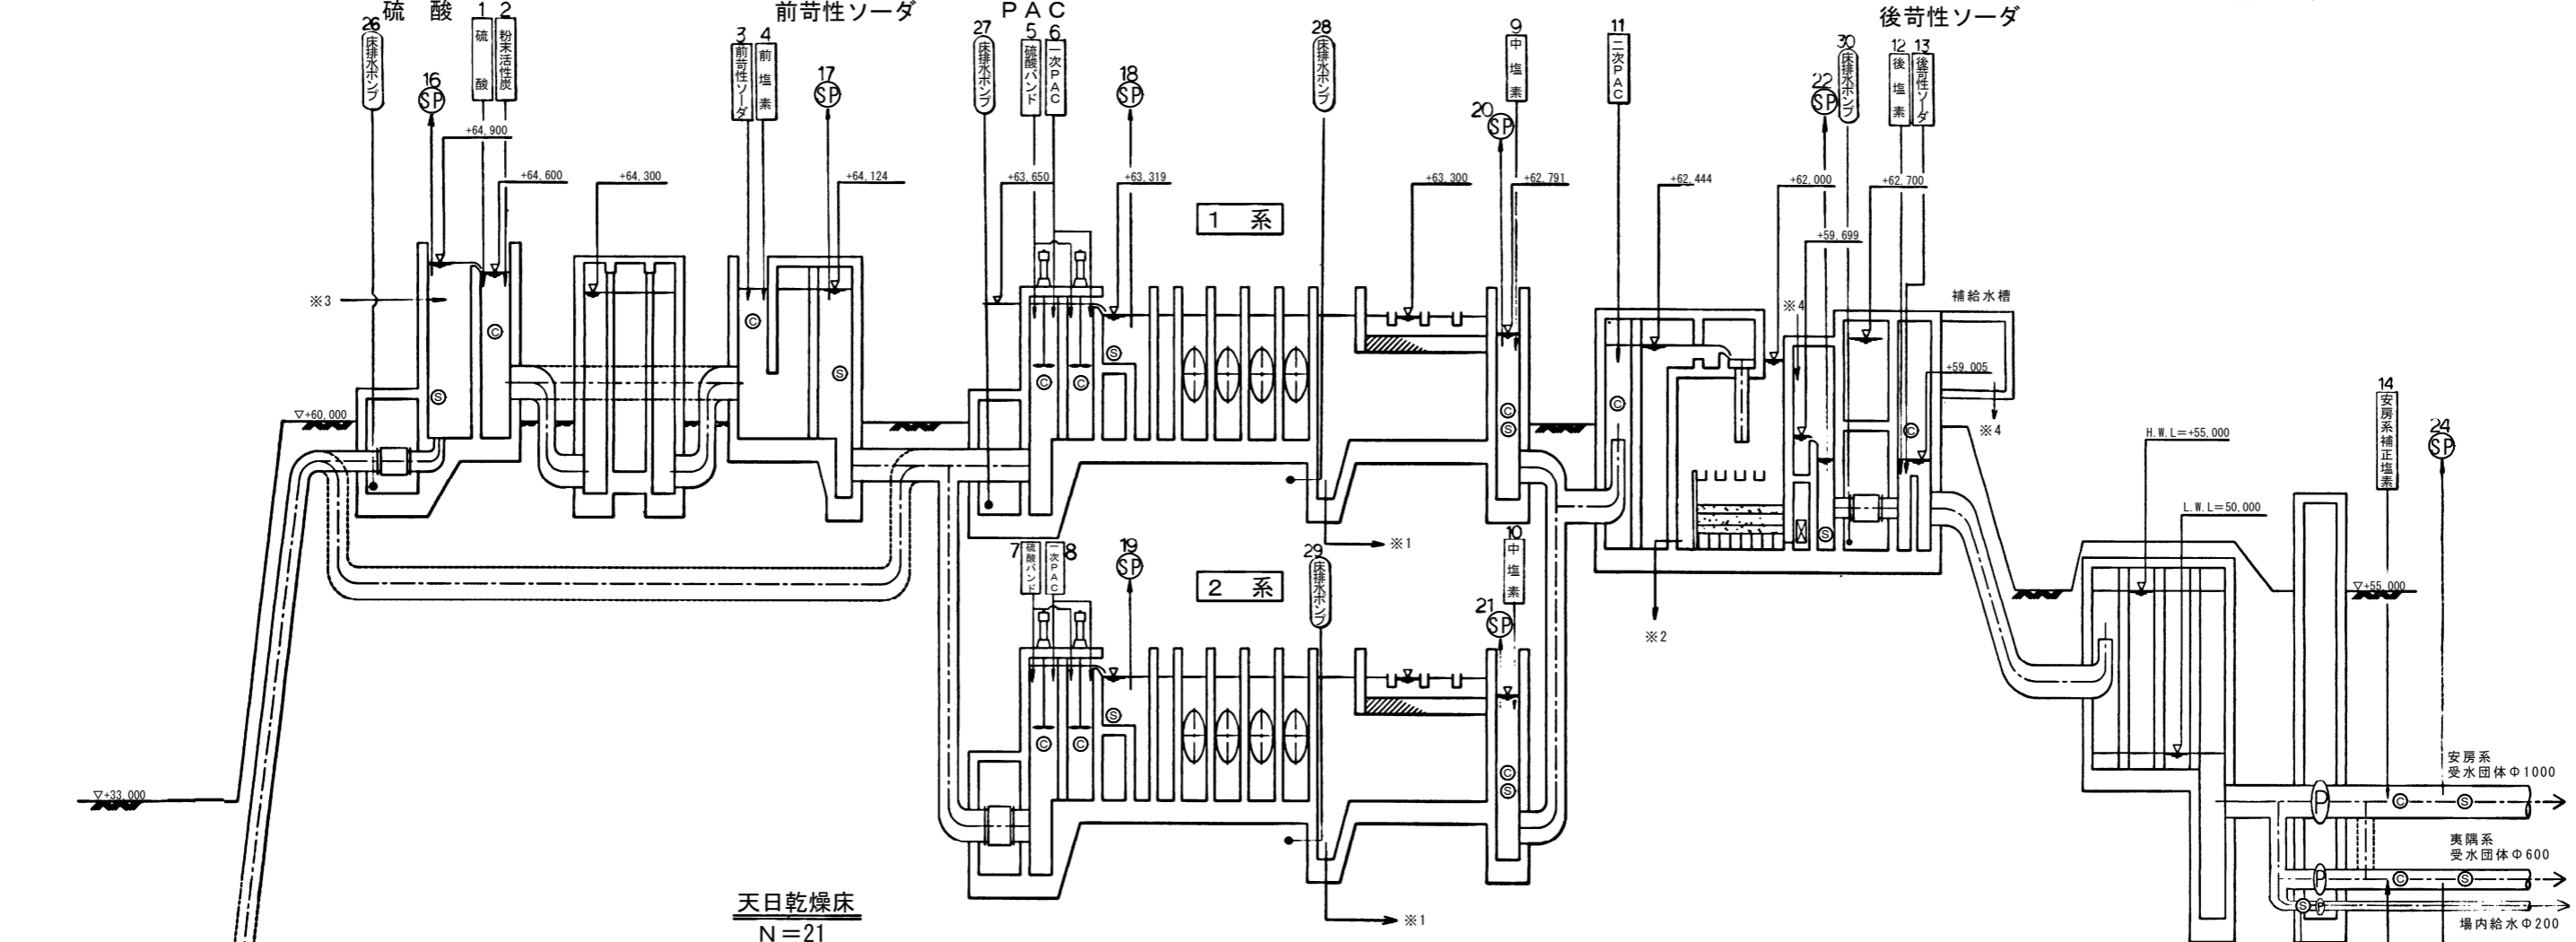 硫 酸
前苛性ソーダ
PAC
後苛性ソーダ
26
床排水ポンプ
16
SP
1
硫酸
2
粉末活性炭
3
前苛性ソーダ
4
前塩素
17
SP
27
床排水ポンプ
5
硫酸バンド
6
一次PAC
18
SP
28
床排水ポンプ
9
中塩素
20
SP
11
二次PAC
22
SP
30
床排水ポンプ
12
後塩素
13
後苛性ソーダ
+64,900
+64,600
+64,300
+64,124
+63,650
+63,319
+63,300
+62,791
+62,444
+62,000
+62,700
+59,699
1 系
※3
※4
補給水槽
+59,005
※4
▽+60,000
C
S
C
S
C
C
S
C
S
C
S
C
14
安房系補正塩素
24
SP
H.W.L=+55,000
L.W.L=50,000
▽+55,000
※1
※2
7
硫酸バンド
8
一次PAC
19
SP
2 系
29
床排水ポンプ
10
中塩素
21
SP
C
C
S
C
S
▽+33,000
安房系
受水団体Φ1000
P
C
S
夷隅系
受水団体Φ600
P
C
S
S
P
場内給水Φ200
※1
天日乾燥床
N=21